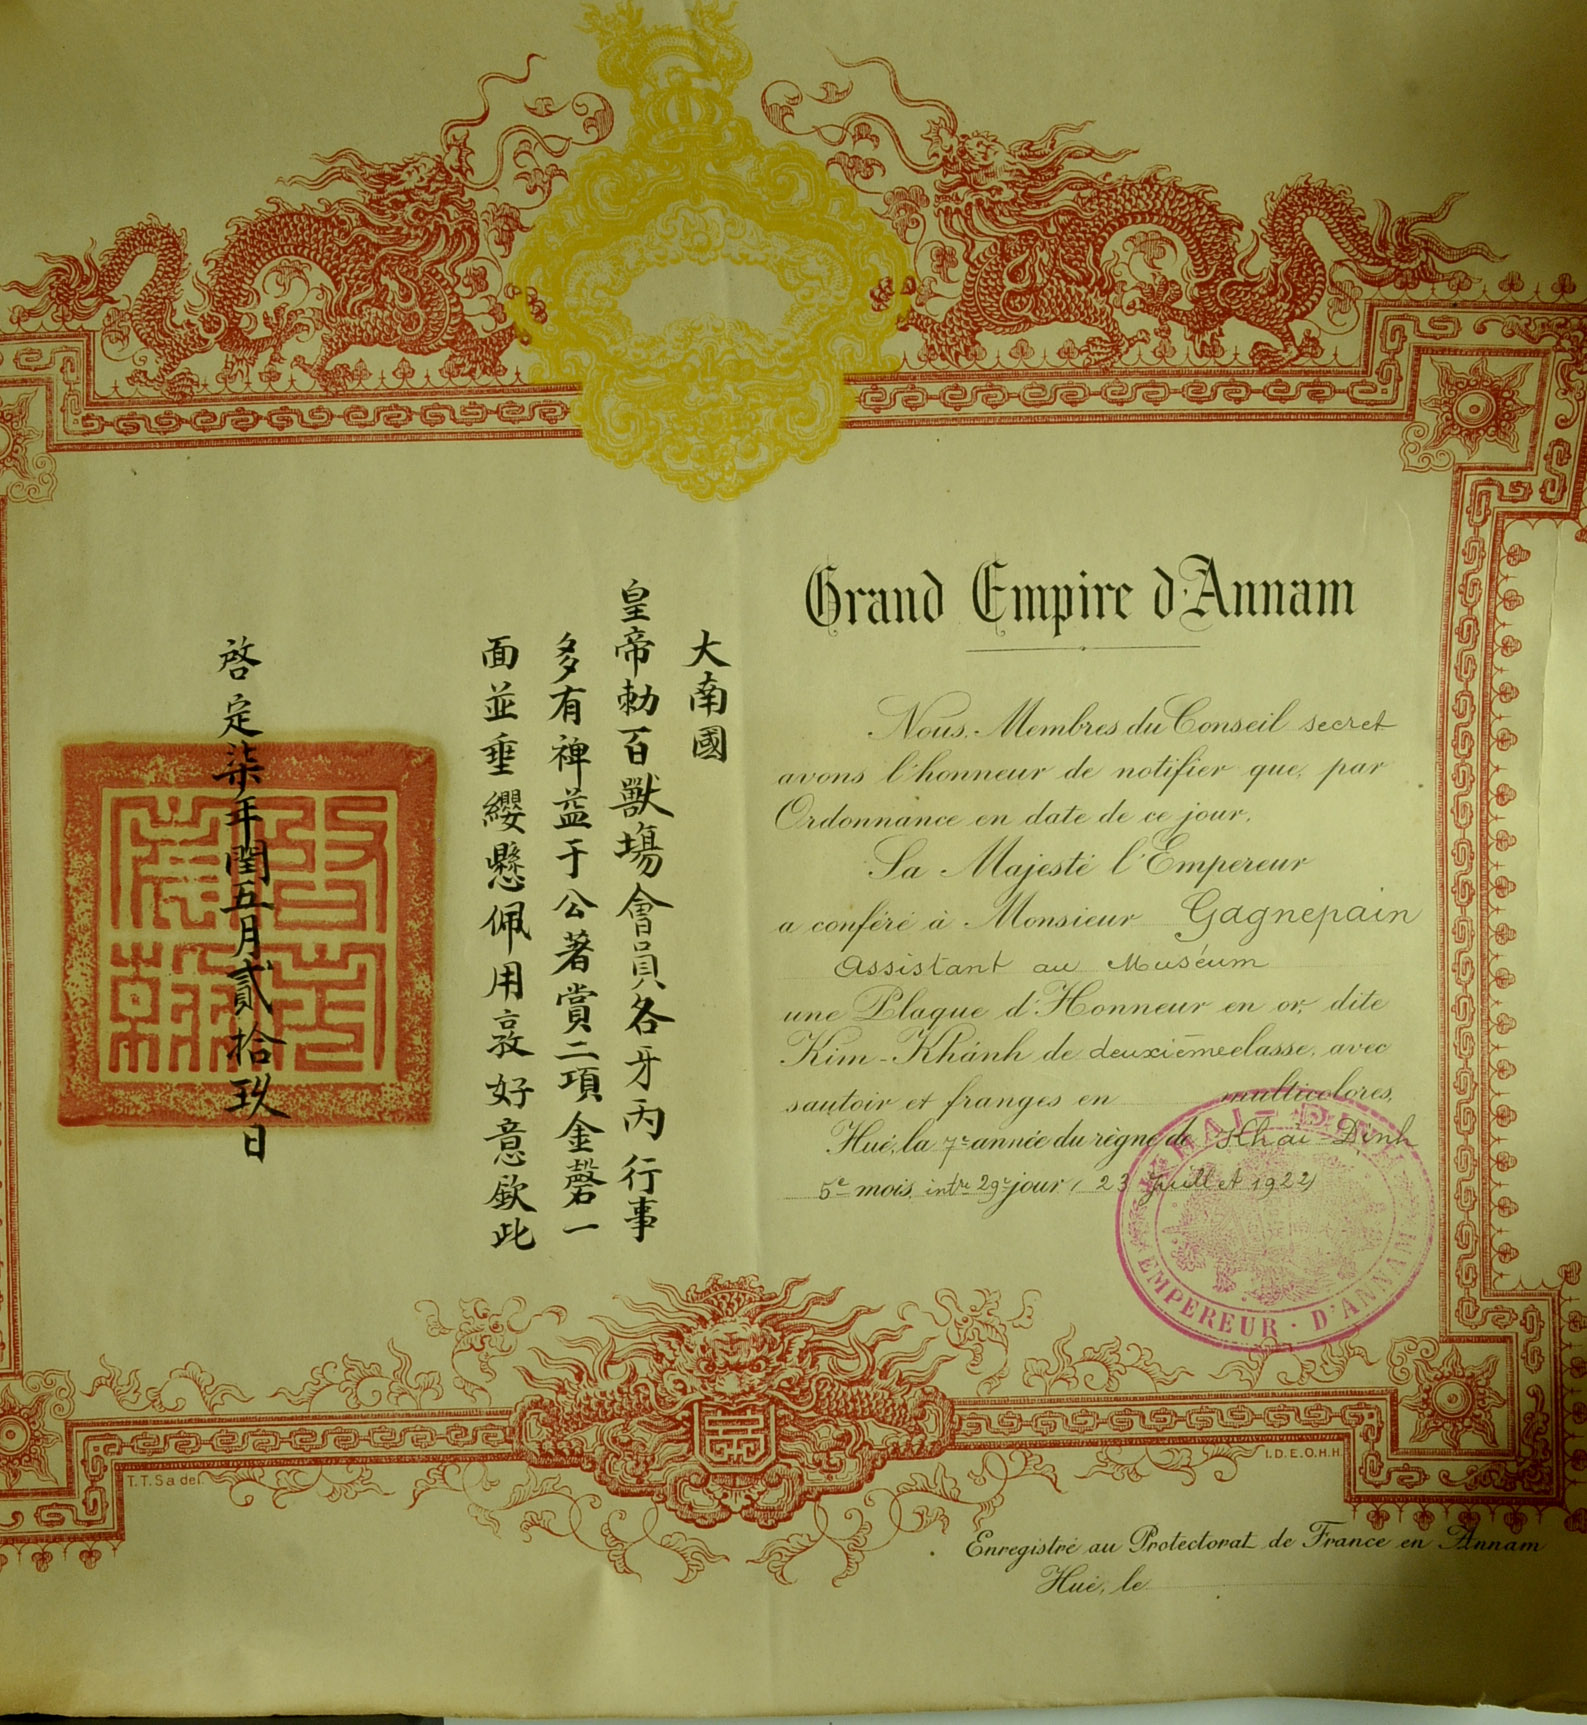 Grand Empire d'Annam
Nous, Membres du Conseil secret
avons l'honneur de notifier que, par
Ordonnance en date de ce jour,
Sa Majesté l'Empereur
a conféré à Monsieur Gagnepain
Assistant au Muséum
une Plaque d'Honneur en or, dite
Kim-Khánh de deuxième classe, avec
sautoir et franges en multicolores,
Hué, la 7e année du règne de Khai-Dinh
5e mois, intre 29e jour (23 Juillet 1922)
KHAI-DINH
EMPEREUR · D'ANNAM
大南國
皇帝勅百獸塲會員各牙丙行事
多有裨益于公著賞二項金磬一
面並垂纓懸佩用敦好意欽此
啓定柒年閏五月貳拾玖日
T.T.Sa del.
I.D.E.O.H.H.
Enregistré au Protectorat de France en Annam
Hué, le